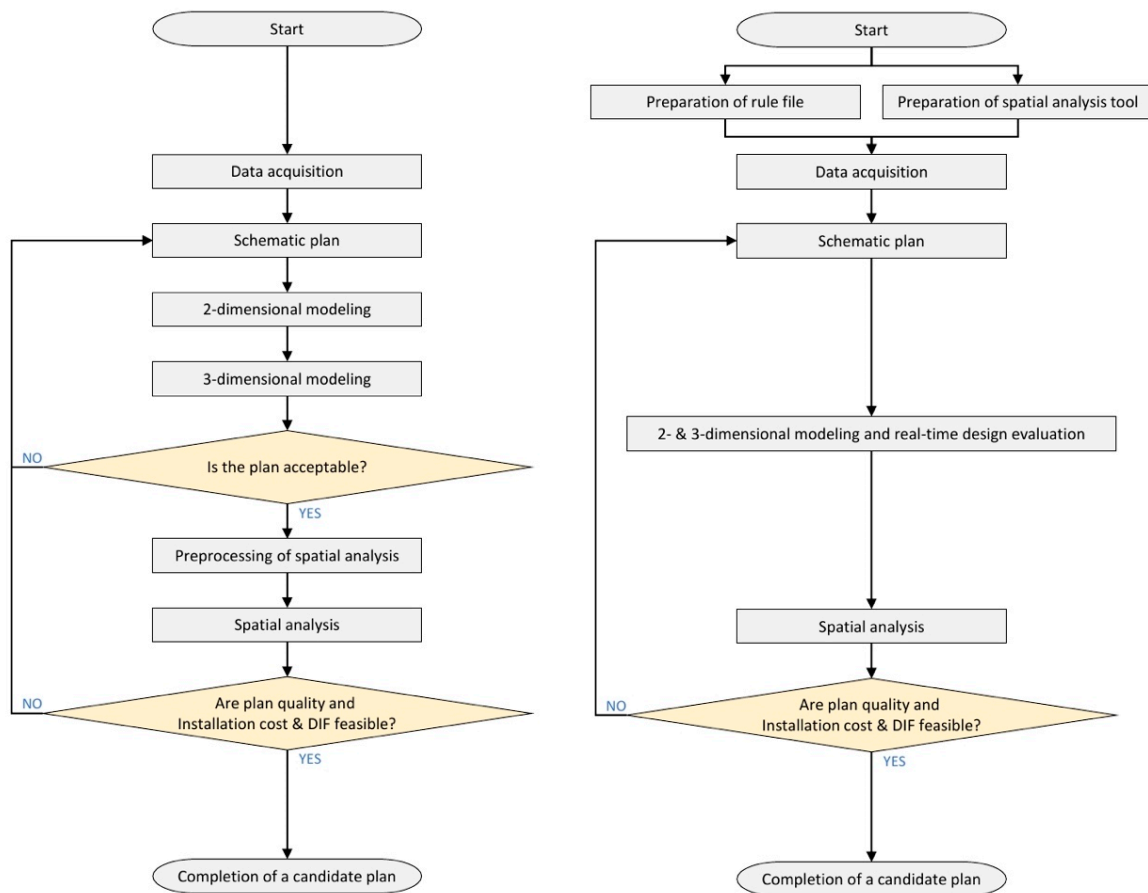 Start
Data acquisition
Schematic plan
2-dimensional modeling
3-dimensional modeling
NO
Is the plan acceptable?
YES
Preprocessing of spatial analysis
Spatial analysis
NO
Are plan quality and
Installation cost & DIF feasible?
YES
Completion of a candidate plan
Start
Preparation of rule file
Preparation of spatial analysis tool
Data acquisition
Schematic plan
2- & 3-dimensional modeling and real-time design evaluation
Spatial analysis
NO
Are plan quality and
Installation cost & DIF feasible?
YES
Completion of a candidate plan